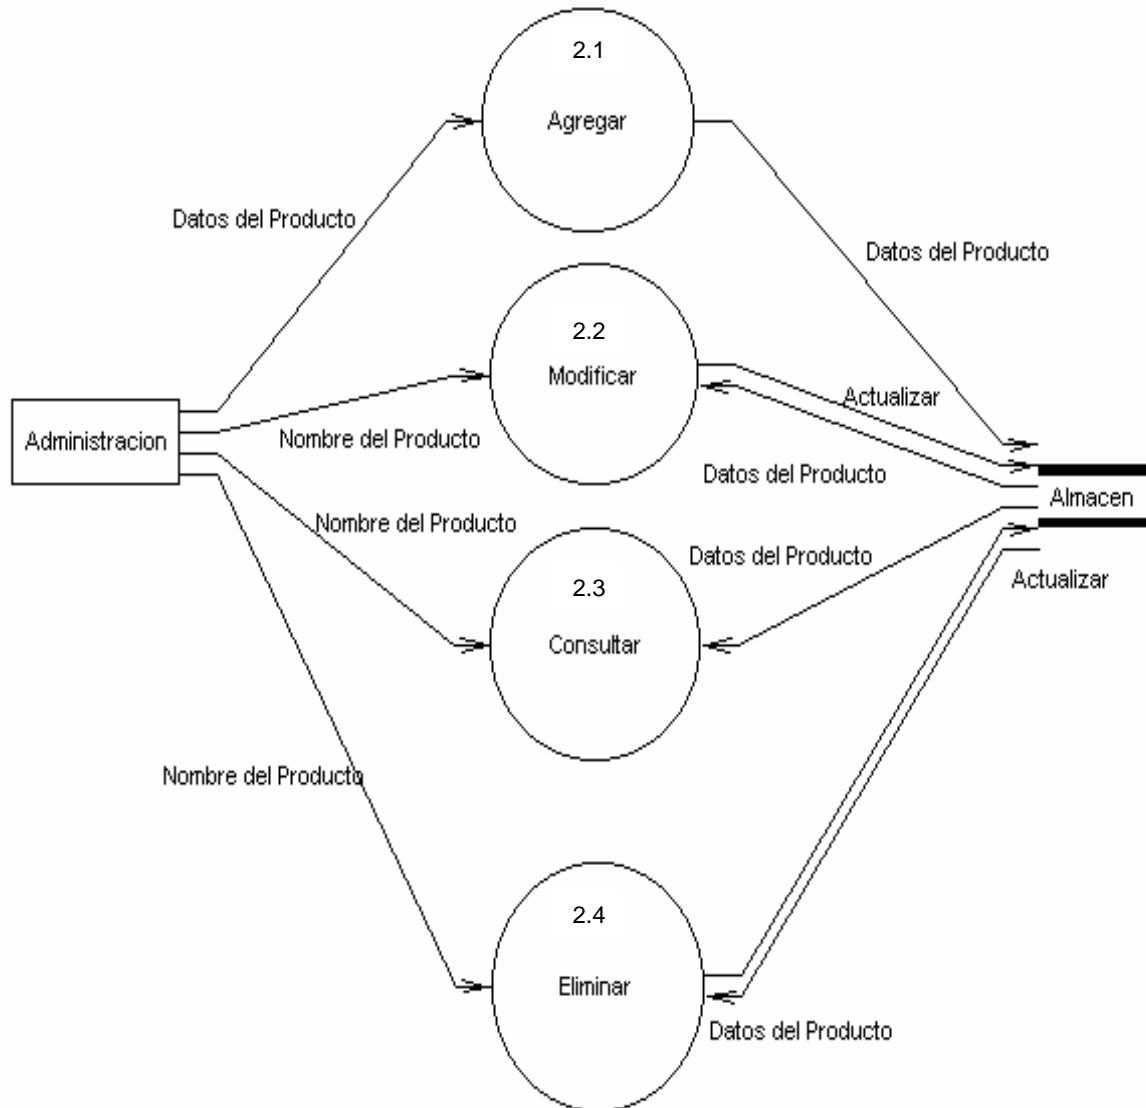 2.1
Agregar
Datos del Producto
Datos del Producto
2.2
Modificar
Actualizar
Administracion
Nombre del Producto
Datos del Producto
Almacen
Nombre del Producto
Datos del Producto
Actualizar
2.3
Consultar
Nombre del Producto
2.4
Eliminar
Datos del Producto